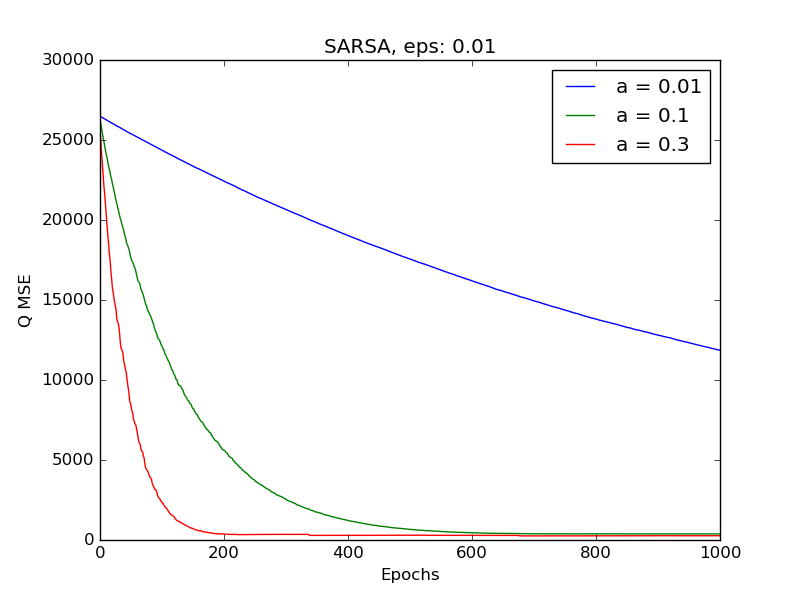 SARSA, eps: 0.01
30000
25000
20000
15000
10000
5000
0
Q MSE
a = 0.01
a = 0.1
a = 0.3
0 200 400 600 800 1000
Epochs